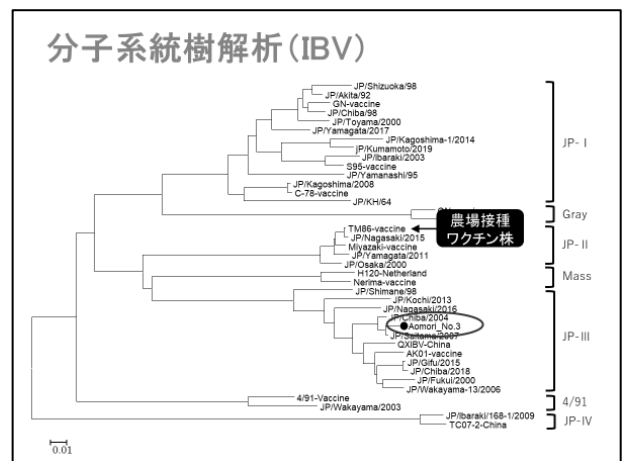 分子系統樹解析(IBV)
JP/Shizuoka/98
JP/Akita/92
GN-vaccine
JP/Chiba/98
JP/Toyama/2000
JP/Yamagata/2017
JP/Kagoshima-1/2014
jP/Kumamoto/2019
JP/Ibaraki/2003
S95-vaccine
JP/Yamanashi/95
JP/Kagoshima/2008
C-78-vaccine
JP/KH/64
JP-Ⅰ
Gray
農場接種
ワクチン株
TM86-vaccine
JP/Nagasaki/2015
Miyazaki-vaccine
JP/Yamagata/2011
JP/Osaka/2000
JP-Ⅱ
H120-Netherland
Nerima-vaccine
Mass
JP/Shimane/98
JP/Kochi/2013
JP/Nagasaki/2016
JP/Chiba/2004
Aomori_No.3
JP/Saitama/2007
QXIBV-China
AK01-vaccine
JP/Gifu/2015
JP/Chiba/2018
JP/Fukui/2000
JP/Wakayama-13/2006
JP-Ⅲ
4/91-Vaccine
JP/Wakayama/2003
4/91
JP/Ibaraki/168-1/2009
TC07-2-China
JP-Ⅳ
0.01